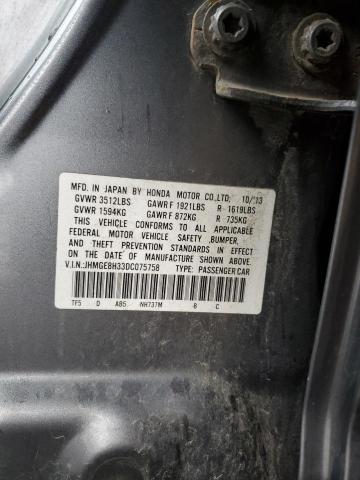 MFD. IN JAPAN BY HONDA MOTOR CO.,LTD. 10/13
GVWR 3512LBS GAWR F 1921LBS R 1619LBS
GVWR 1594KG GAWR F 872KG R 735KG
THIS VEHICLE CONFORMS TO ALL APPLICABLE
FEDERAL MOTOR VEHICLE SAFETY ,BUMPER,
AND THEFT PREVENTION STANDARDS IN EFFECT
ON THE DATE OF MANUFACTURE SHOWN ABOVE.
V.I.N.:JHMGE8H33DC075758 TYPE: PASSENGER CAR
TF5 D AB5 NH737M B C